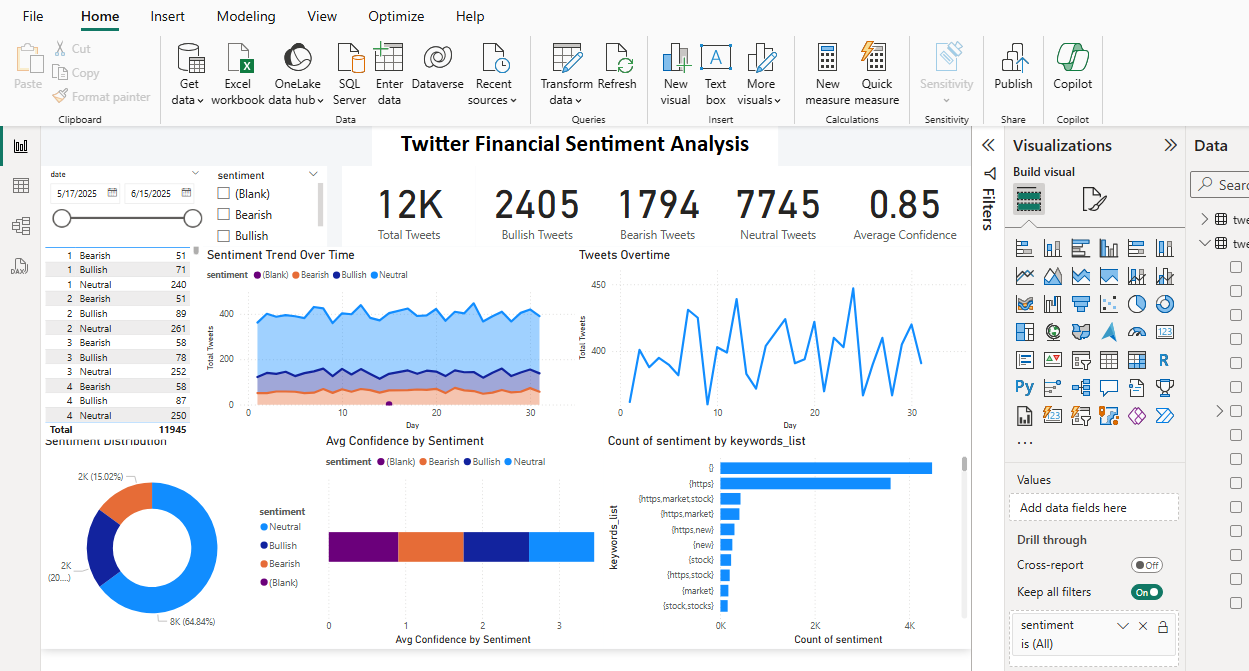 File Home Insert Modeling View Optimize Help
Paste
Cut
Copy
Format painter
Clipboard
Get data
Excel workbook
OneLake data hub
SQL Server
Enter data
Dataverse
Recent sources
Data
Transform data
Refresh
Queries
New visual
A
Text box
More visuals
Insert
New measure
Quick measure
Calculations
Sensitivity
Sensitivity
Publish
Share
Copilot
Copilot
DAX
Twitter Financial Sentiment Analysis
date
5/17/2025 6/15/2025
sentiment
(Blank)
Bearish
Bullish
12K
Total Tweets
2405
Bullish Tweets
1794
Bearish Tweets
7745
Neutral Tweets
0.85
Average Confidence
1 Bearish 51
1 Bullish 71
1 Neutral 240
2 Bearish 51
2 Bullish 89
2 Neutral 261
3 Bearish 58
3 Bullish 78
3 Neutral 252
4 Bearish 58
4 Bullish 87
4 Neutral 250
Total 11945
Sentiment Trend Over Time
sentiment (Blank) Bearish Bullish Neutral
Total Tweets
400
200
0
0 10 20 30
Day
Tweets Overtime
Total Tweets
450
400
0 10 20 30
Day
Sentiment Distribution
2K (15.02%)
2K
(20....)
8K (64.84%)
sentiment
Neutral
Bullish
Bearish
(Blank)
Avg Confidence by Sentiment
sentiment (Blank) Bearish Bullish Neutral
0 1 2 3
Avg Confidence by Sentiment
Count of sentiment by keywords_list
keywords_list
{}
{https}
{https,market,stock}
{https,market}
{https,new}
{new}
{stock}
{https,stock}
{market}
{stock,stocks}
0K 2K 4K
Count of sentiment
Filters
Visualizations
Build visual
123
R
Py
123
...
Values
Add data fields here
Drill through
Cross-report Off
Keep all filters On
sentiment
is (All)
Data